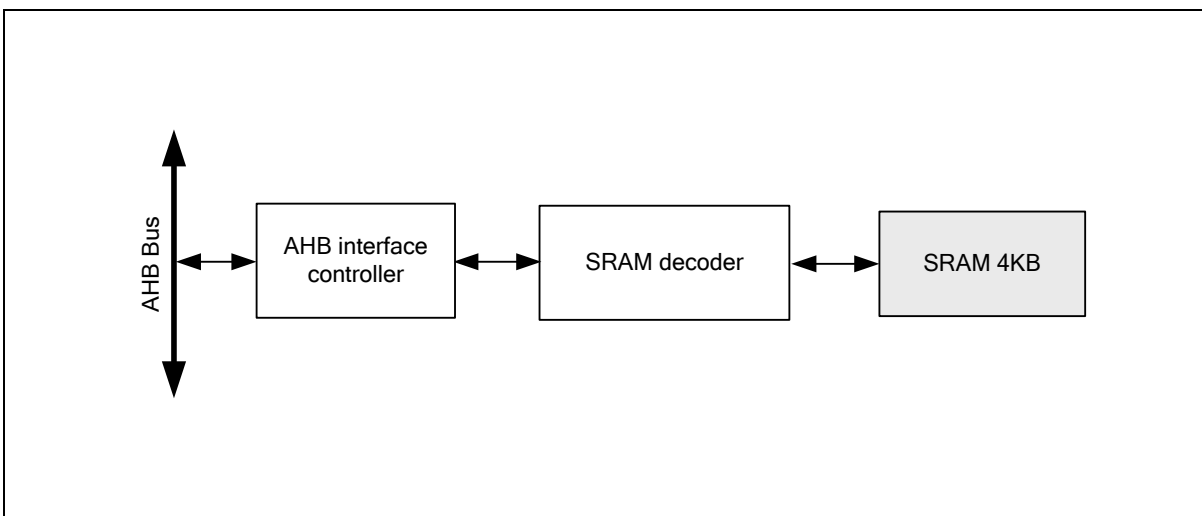 AHB Bus
AHB interface
controller
SRAM decoder
SRAM 4KB